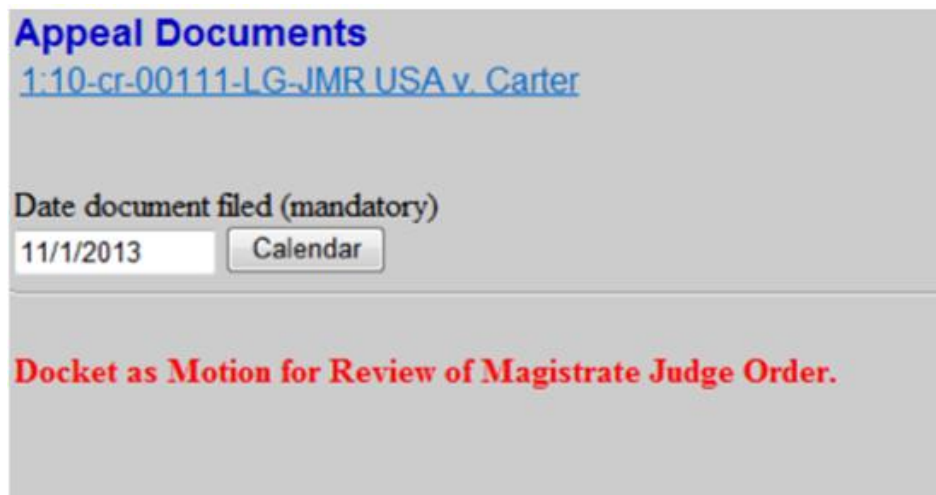 Appeal Documents
1:10-cr-00111-LG-JMR USA v. Carter
Date document filed (mandatory)
11/1/2013 Calendar
Docket as Motion for Review of Magistrate Judge Order.